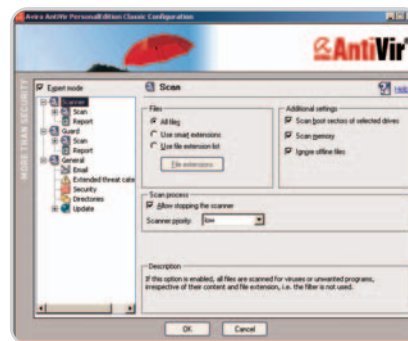 Avira AntiVir PersonalEdition Classic Configuration
AntiVir
MORE THAN SECURITY
Expert mode
Scanner
Scan
Report
Guard
Scan
Report
General
Email
Extended threat cate
Security
Directories
Update
Scan
Help
Files
All files
Use smart extensions
Use file extension list
File extensions
Additional settings
Scan boot sectors of selected drives
Scan memory
Ignore offline files
Scan process
Allow stopping the scanner
Scanner priority:
low
Description
If this option is enabled, all files are scanned for viruses or unwanted programs,
irrespective of their content and file extension, i.e. the filter is not used.
OK
Cancel